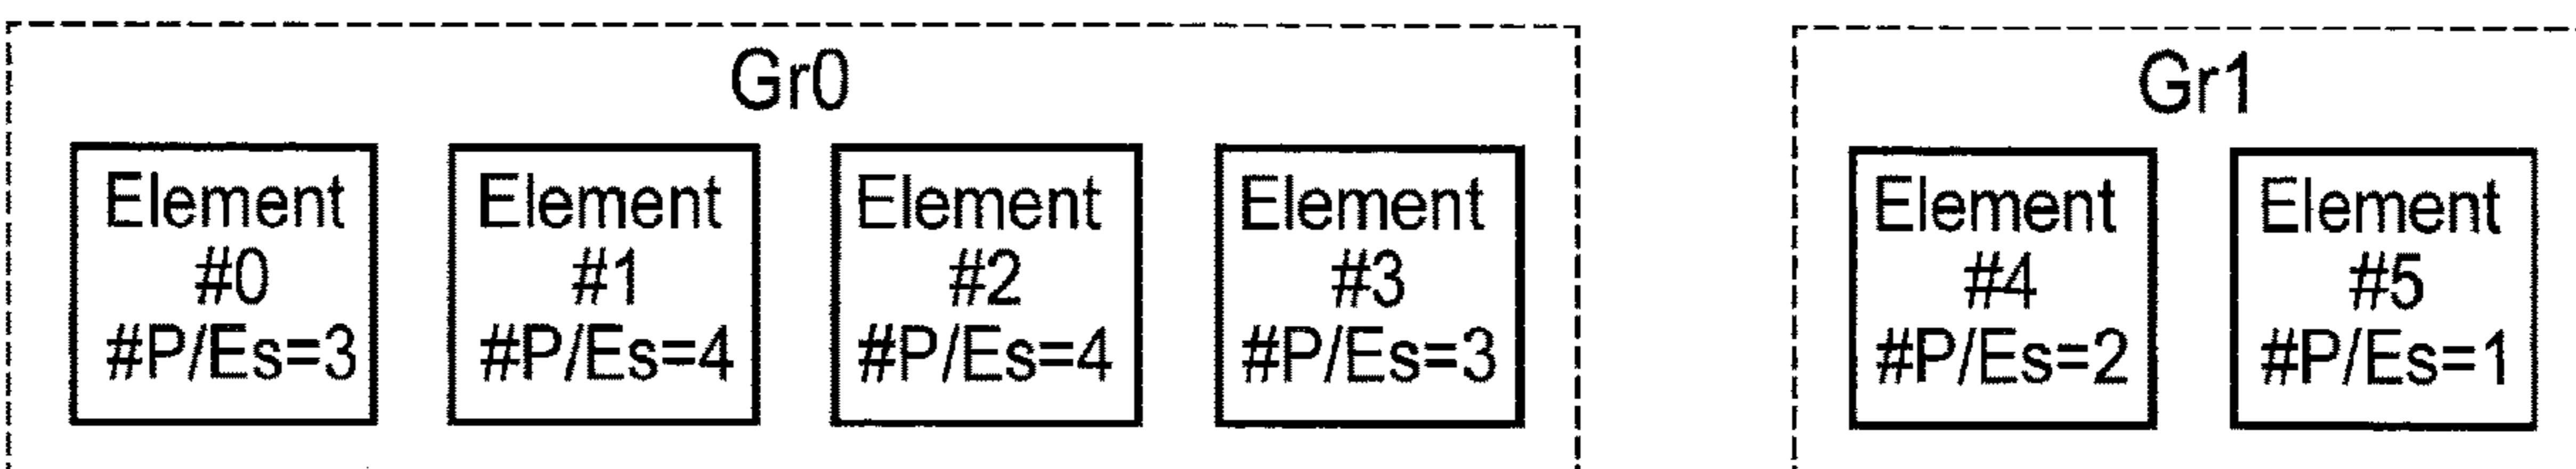 Gr0
Element
#0
#P/Es=3
Element
#1
#P/Es=4
Element
#2
#P/Es=4
Element
#3
#P/Es=3
Gr1
Element
#4
#P/Es=2
Element
#5
#P/Es=1